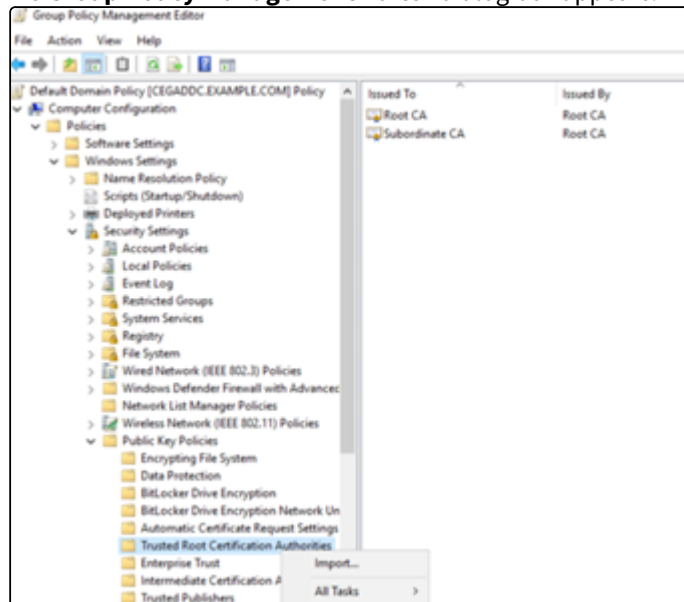 Group Policy Management Editor
File Action View Help
Default Domain Policy [CEGADDC.EXAMPLE.COM] Policy
Computer Configuration
Policies
Software Settings
Windows Settings
Name Resolution Policy
Scripts (Startup/Shutdown)
Deployed Printers
Security Settings
Account Policies
Local Policies
Event Log
Restricted Groups
System Services
Registry
File System
Wired Network (IEEE 802.3) Policies
Windows Defender Firewall with Advanced
Network List Manager Policies
Wireless Network (IEEE 802.11) Policies
Public Key Policies
Encrypting File System
Data Protection
BitLocker Drive Encryption
BitLocker Drive Encryption Network Un
Automatic Certificate Request Settings
Trusted Root Certification Authorities
Enterprise Trust
Intermediate Certification A
Trusted Publishers
Import...
All Tasks
Issued To Issued By
Root CA Root CA
Subordinate CA Root CA